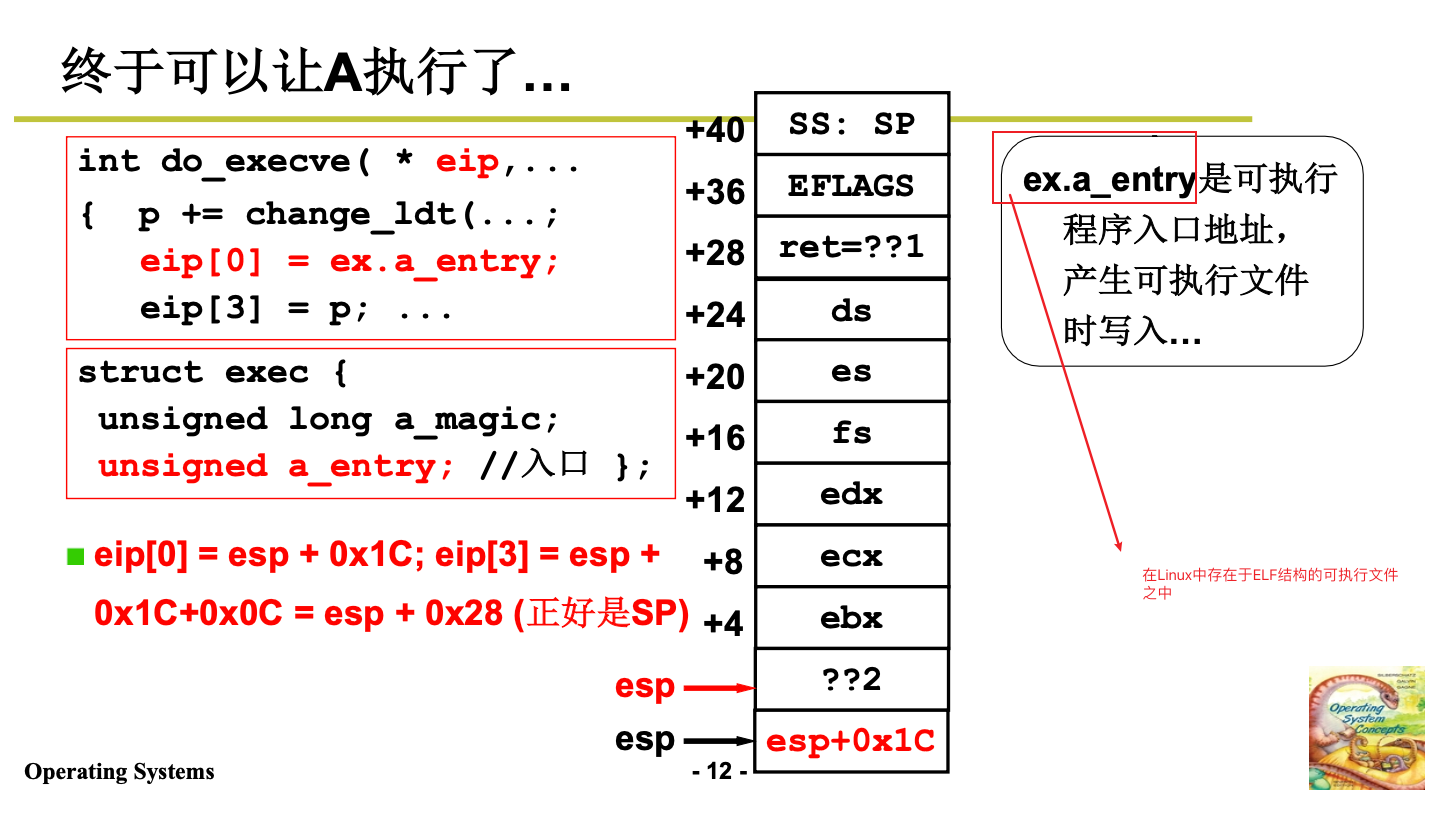 终于可以让A执行了...
int do_execve( * eip,...
{  p += change_ldt(...;
eip[0] = ex.a_entry;
eip[3] = p; ...
struct exec {
unsigned long a_magic;
unsigned a_entry; //入口 };
■ eip[0] = esp + 0x1C; eip[3] = esp +
0x1C+0x0C = esp + 0x28 (正好是SP)
+40 SS: SP
+36 EFLAGS
+28 ret=??1
+24 ds
+20 es
+16 fs
+12 edx
+8 ecx
+4 ebx
esp ??2
esp esp+0x1C
ex.a_entry是可执行
程序入口地址，
产生可执行文件
时写入...
在Linux中存在于ELF结构的可执行文件
之中
Operating Systems
- 12 -
SILBERSCHATZ
GALVIN
GAGNE
Operating
System
Concepts